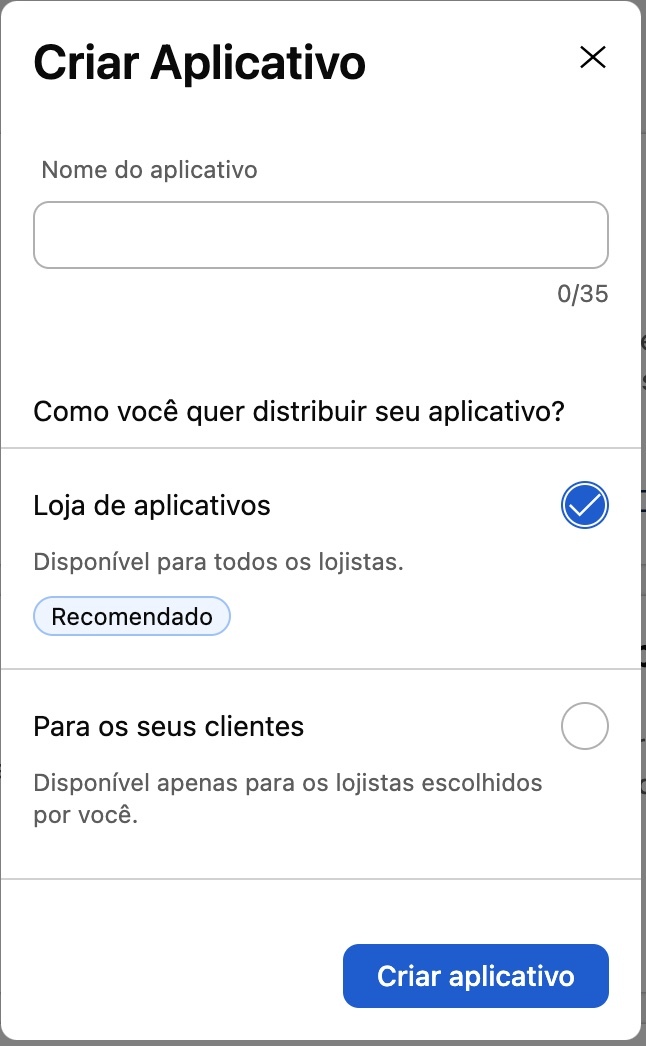 Criar Aplicativo
Nome do aplicativo
0/35
Como você quer distribuir seu aplicativo?
Loja de aplicativos
Disponível para todos os lojistas.
Recomendado
Para os seus clientes
Disponível apenas para os lojistas escolhidos
por você.
Criar aplicativo